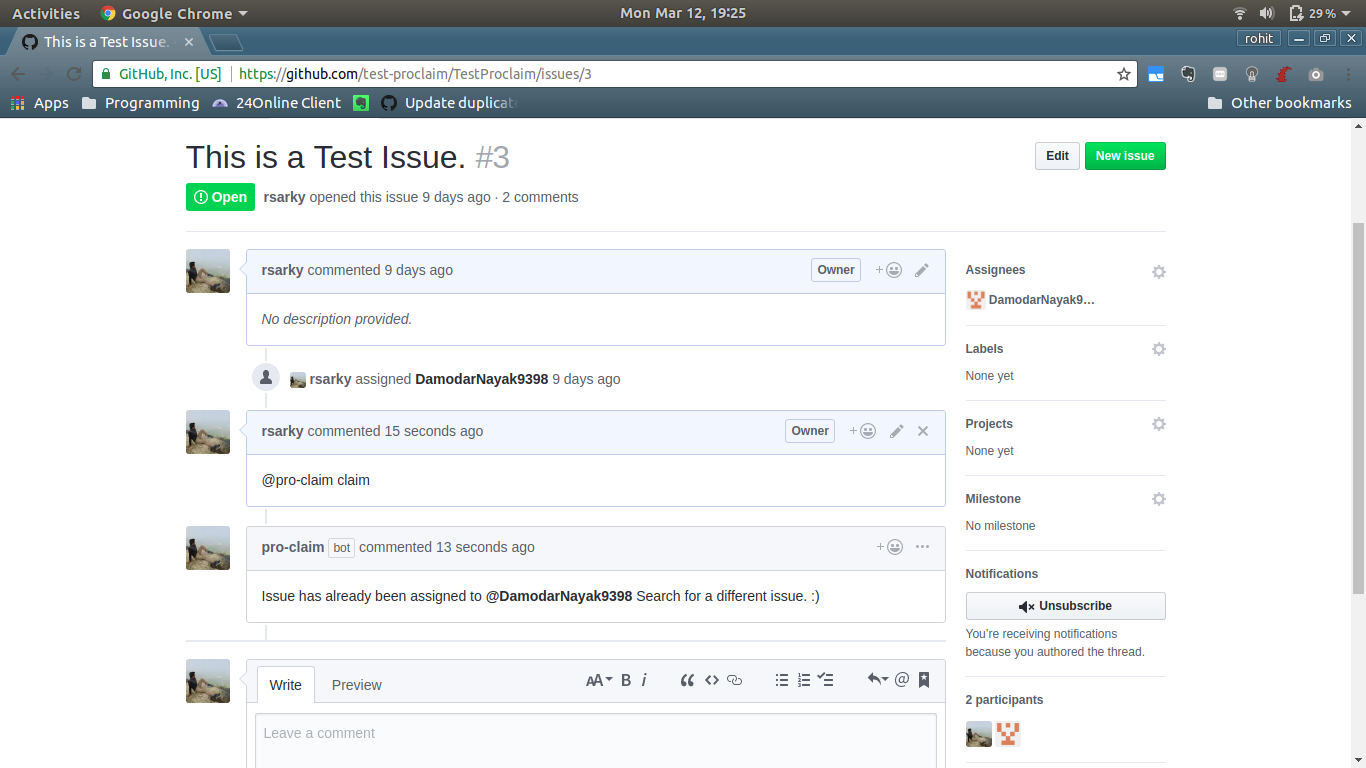 Activities Google Chrome Mon Mar 12, 19:25 29 %
This is a Test Issue. rohit
GitHub, Inc. [US] https://github.com/test-proclaim/TestProclaim/issues/3
Apps Programming 24Online Client Update duplicat Other bookmarks
This is a Test Issue. #3
Edit New issue
Open rsarky opened this issue 9 days ago · 2 comments
rsarky commented 9 days ago Owner
No description provided.
rsarky assigned DamodarNayak9398 9 days ago
rsarky commented 15 seconds ago Owner
@pro-claim claim
pro-claim bot commented 13 seconds ago
Issue has already been assigned to @DamodarNayak9398 Search for a different issue. :)
Write Preview AA B i
Leave a comment
Assignees
DamodarNayak9…
Labels
None yet
Projects
None yet
Milestone
No milestone
Notifications
Unsubscribe
You're receiving notifications
because you authored the thread.
2 participants